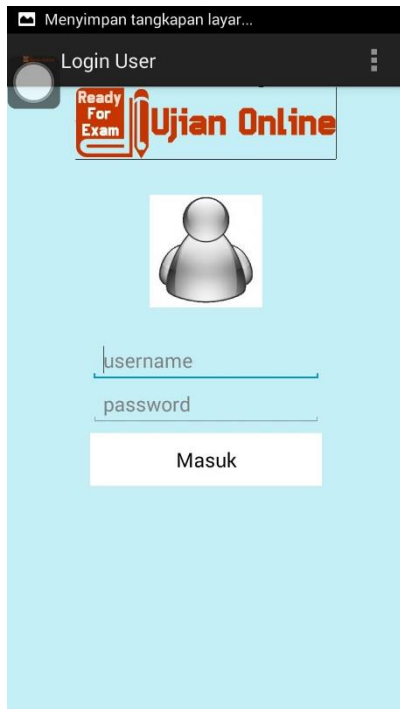 Menyimpan tangkapan layar...
Login User
Ready
For
Exam
Ujian Online
username
password
Masuk